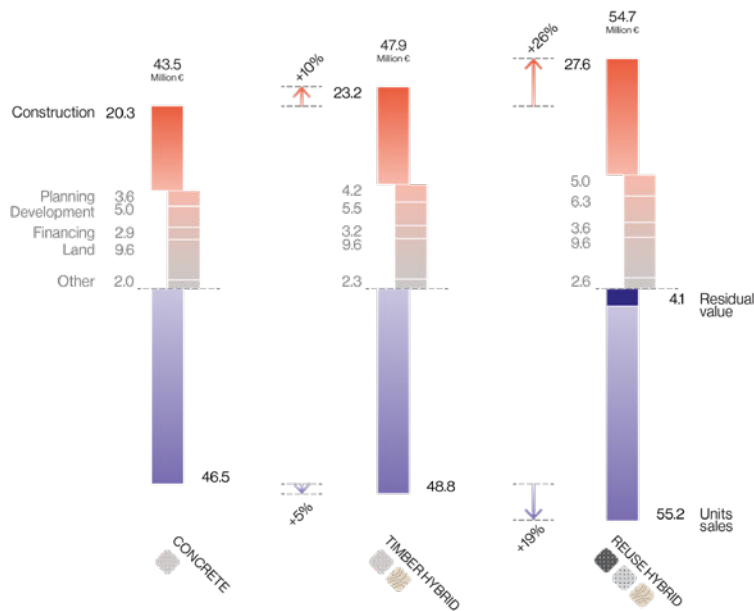 43.5
Million €
+10%
47.9
Million €
+26%
54.7
Million €
Construction 20.3
23.2
27.6
Planning 3.6
Development 5.0
Financing 2.9
Land 9.6
Other 2.0
4.2
5.5
3.2
9.6
2.3
5.0
6.3
3.6
9.6
2.6
4.1 Residual
value
46.5
+5%
48.8
+19%
55.2 Units
sales
CONCRETE
TIMBER HYBRID
REUSE HYBRID